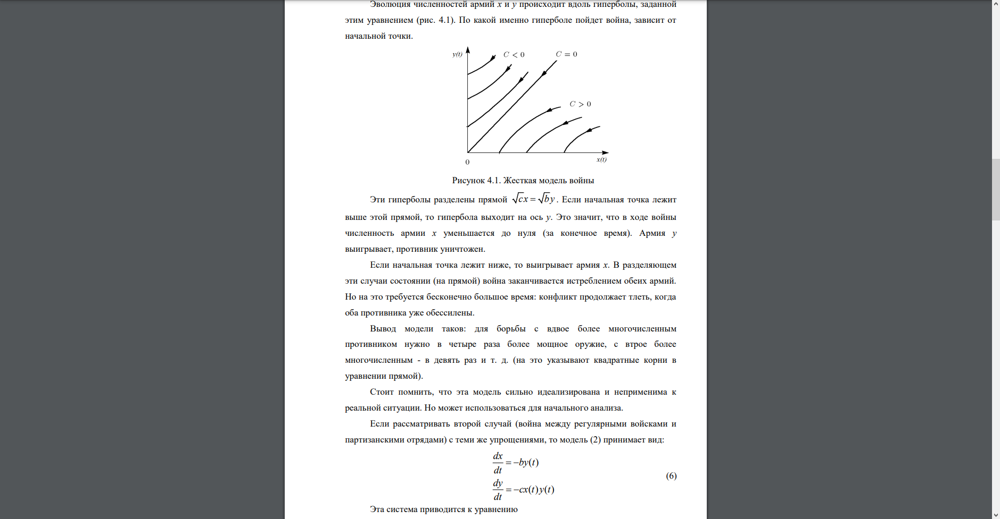 Эволюция численностей армий x и y происходит вдоль гиперболы, заданной
этим уравнением (рис. 4.1). По какой именно гиперболе пойдет война, зависит от
начальной точки.
y(t)
C < 0
C = 0
C > 0
0
x(t)
Рисунок 4.1. Жесткая модель войны
Эти гиперболы разделены прямой √cx = √by. Если начальная точка лежит
выше этой прямой, то гипербола выходит на ось y. Это значит, что в ходе войны
численность армии x уменьшается до нуля (за конечное время). Армия y
выигрывает, противник уничтожен.
Если начальная точка лежит ниже, то выигрывает армия x. В разделяющем
эти случаи состоянии (на прямой) война заканчивается истреблением обеих армий.
Но на это требуется бесконечно большое время: конфликт продолжает тлеть, когда
оба противника уже обессилены.
Вывод модели таков: для борьбы с вдвое более многочисленным
противником нужно в четыре раза более мощное оружие, с втрое более
многочисленным - в девять раз и т. д. (на это указывают квадратные корни в
уравнении прямой).
Стоит помнить, что эта модель сильно идеализирована и неприменима к
реальной ситуации. Но может использоваться для начального анализа.
Если рассматривать второй случай (война между регулярными войсками и
партизанскими отрядами) с теми же упрощениями, то модель (2) принимает вид:
dx/dt = −by(t)
dy/dt = −cx(t)y(t)
(6)
Эта система приводится к уравнению